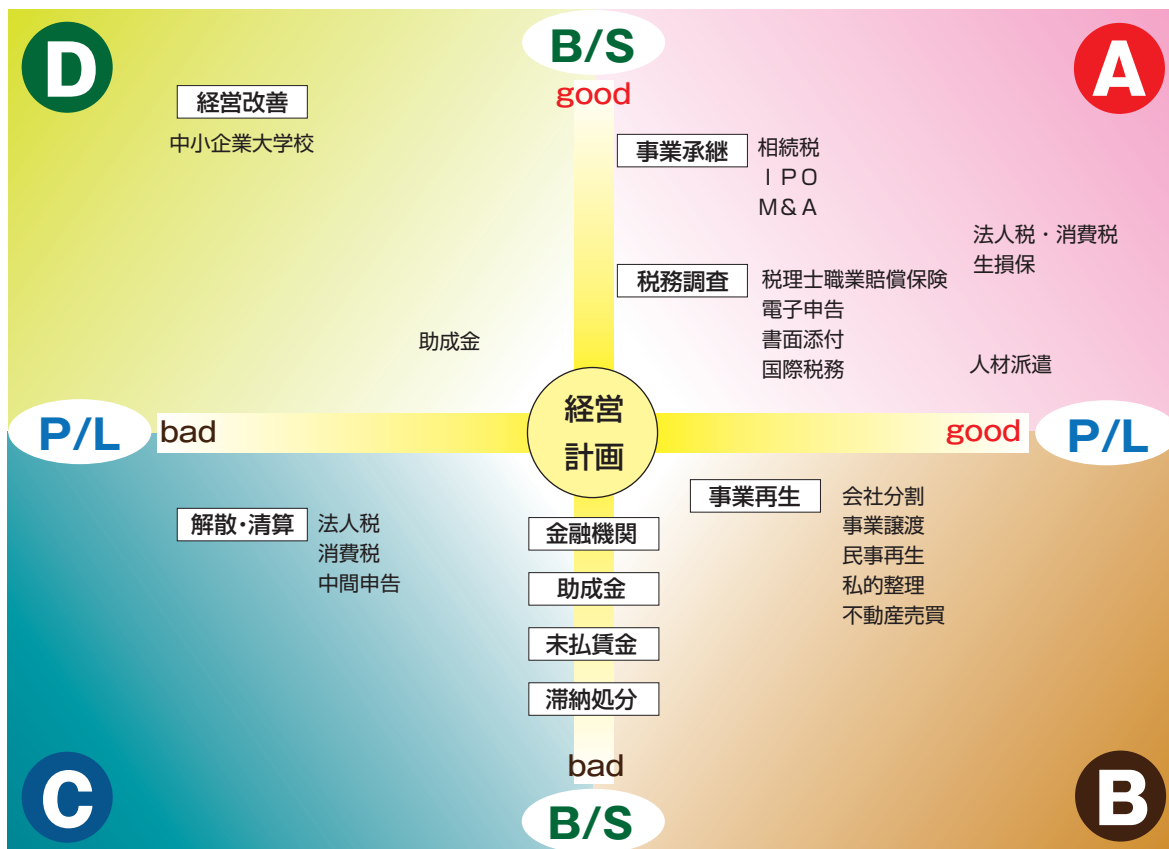 D
B/S
A
good
経営改善
中小企業大学校
事業承継
相続税
ＩＰＯ
M&A
法人税・消費税
生損保
税務調査
税理士職業賠償保険
電子申告
書面添付
国際税務
人材派遣
助成金
P/L
bad
経営
計画
good
P/L
解散・清算
法人税
消費税
中間申告
金融機関
助成金
未払賃金
滞納処分
事業再生
会社分割
事業譲渡
民事再生
私的整理
不動産売買
C
bad
B/S
B